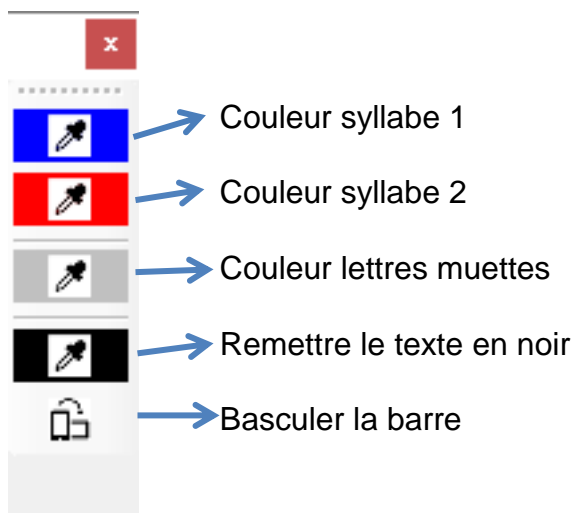 x
Couleur syllabe 1
Couleur syllabe 2
Couleur lettres muettes
Remettre le texte en noir
Basculer la barre